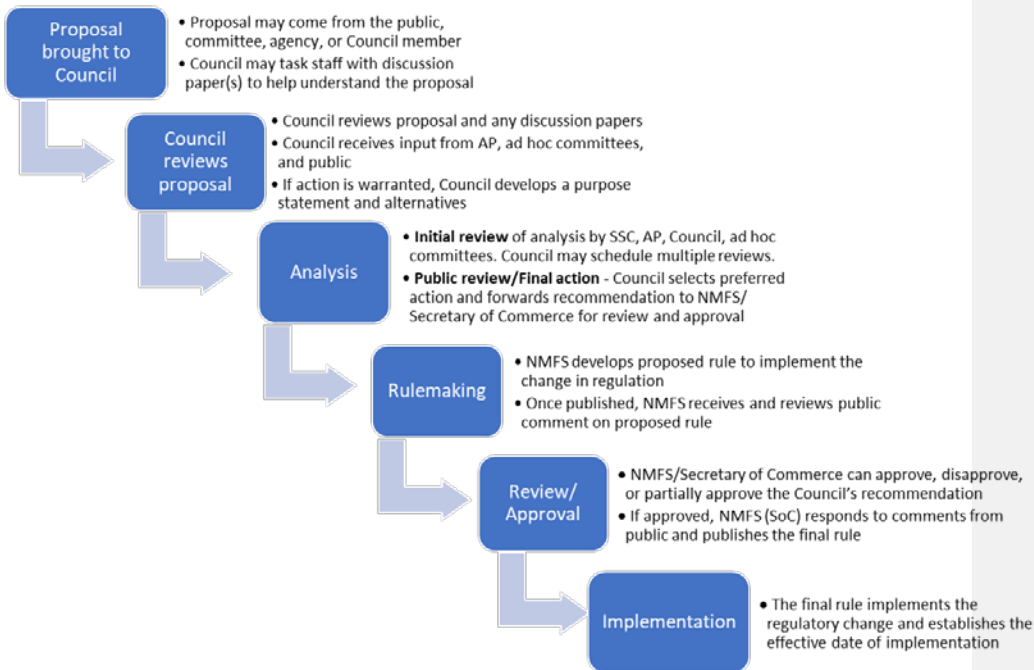 Proposal
brought to
Council
• Proposal may come from the public,
committee, agency, or Council member
• Council may task staff with discussion
paper(s) to help understand the proposal
Council
reviews
proposal
• Council reviews proposal and any discussion papers
• Council receives input from AP, ad hoc committees,
and public
• If action is warranted, Council develops a purpose
statement and alternatives
Analysis
• Initial review of analysis by SSC, AP, Council, ad hoc
committees. Council may schedule multiple reviews.
• Public review/Final action - Council selects preferred
action and forwards recommendation to NMFS/
Secretary of Commerce for review and approval
Rulemaking
• NMFS develops proposed rule to implement the
change in regulation
• Once published, NMFS receives and reviews public
comment on proposed rule
Review/
Approval
• NMFS/Secretary of Commerce can approve, disapprove,
or partially approve the Council's recommendation
• If approved, NMFS (SoC) responds to comments from
public and publishes the final rule
Implementation
• The final rule implements the
regulatory change and establishes the
effective date of implementation